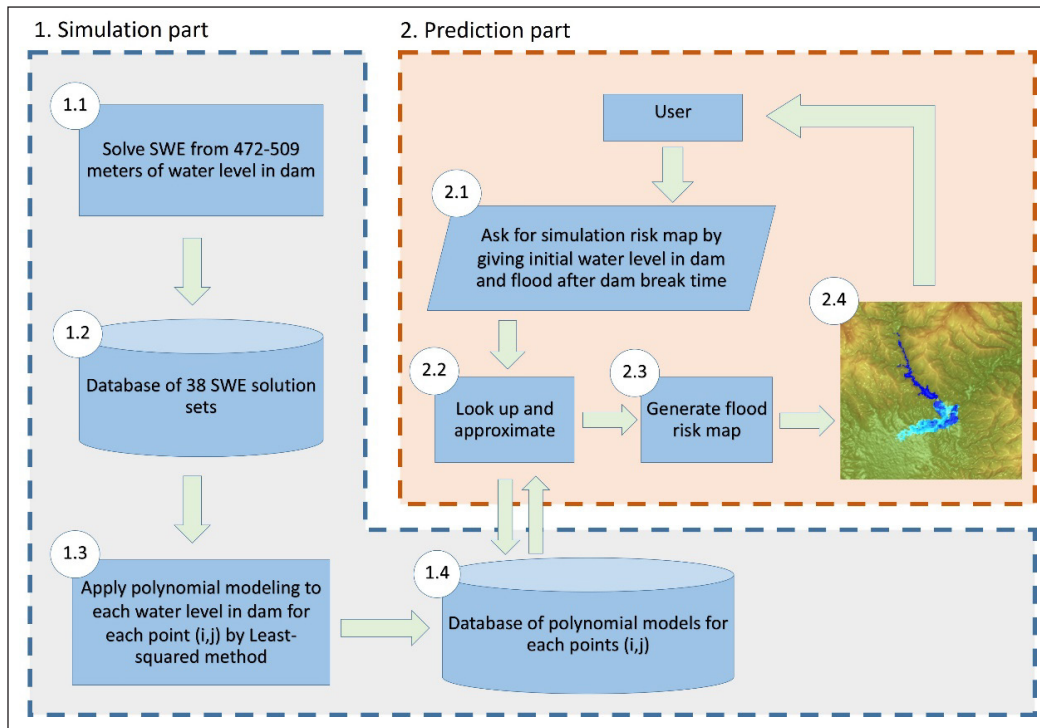 1. Simulation part
1.1
Solve SWE from 472-509
meters of water level in dam
1.2
Database of 38 SWE solution
sets
1.3
Apply polynomial modeling to
each water level in dam for
each point (i,j) by Least-
squared method
1.4
Database of polynomial models for
each points (i,j)
2. Prediction part
User
2.1
Ask for simulation risk map by
giving initial water level in dam
and flood after dam break time
2.2
Look up and
approximate
2.3
Generate flood
risk map
2.4